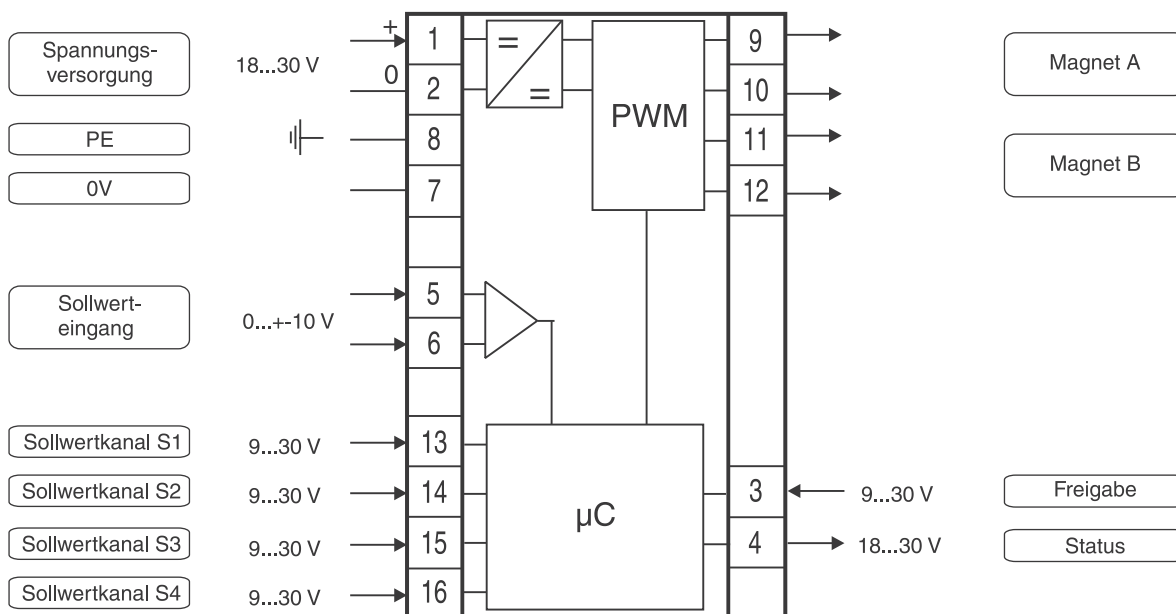 Spannungs-
versorgung
18...30 V
+
0
1
2
=
=
PWM
9
10
11
12
Magnet A
Magnet B
PE
8
0V
7
Sollwert-
eingang
0...+-10 V
5
6
Sollwertkanal S1
9...30 V
13
Sollwertkanal S2
9...30 V
14
Sollwertkanal S3
9...30 V
15
Sollwertkanal S4
9...30 V
16
µC
3
9...30 V
Freigabe
4
18...30 V
Status